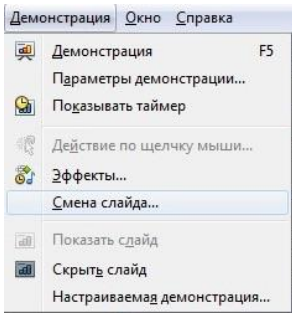 Демонстрация Окно Справка
Демонстрация F5
Параметры демонстрации...
Показывать таймер
Действие по щелчку мыши...
Эффекты...
Смена слайда...
Показать слайд
Скрыть слайд
Настраиваемая демонстрация...